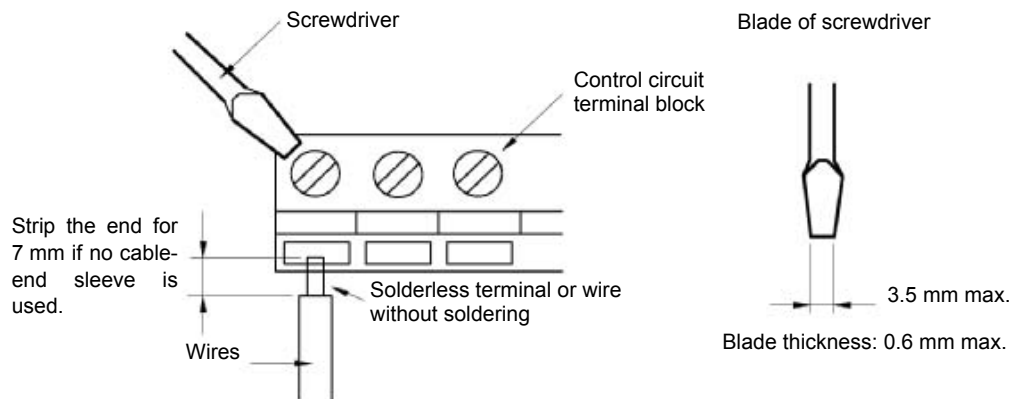 Screwdriver
Blade of screwdriver
Control circuit
terminal block
Strip the end for
7 mm if no cable-
end sleeve is
used.
Solderless terminal or wire
without soldering
Wires
3.5 mm max.
Blade thickness: 0.6 mm max.